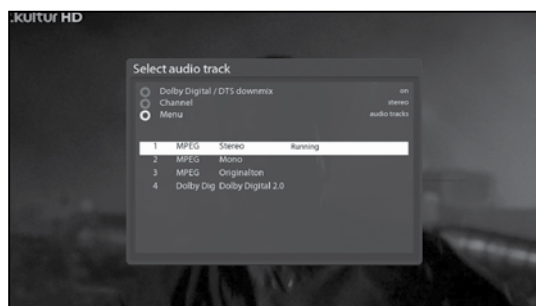 .kultur HD
Select audio track
Dolby Digital / DTS downmix on
Channel stereo
Menu audio tracks
1 MPEG Stereo Running
2 MPEG Mono
3 MPEG Originalton
4 Dolby Dig Dolby Digital 2.0